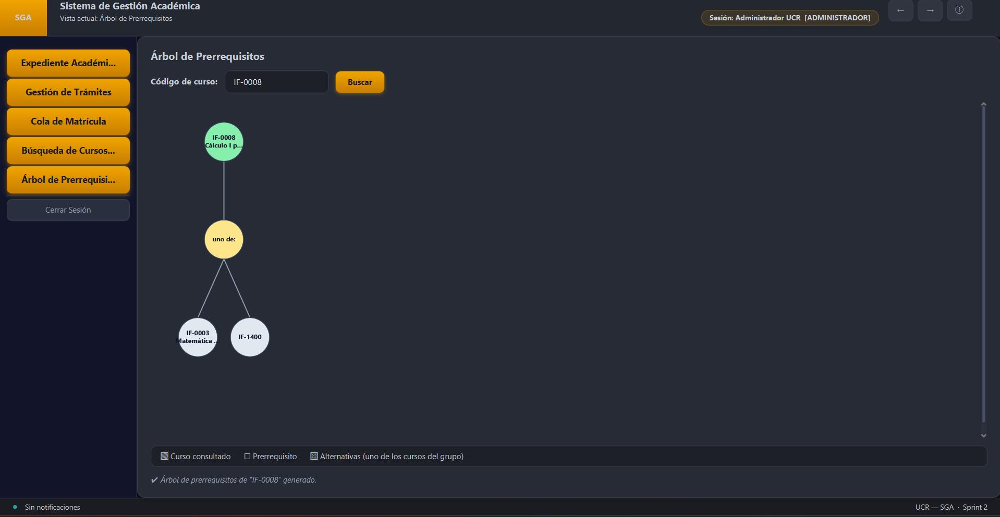 SGA
Sistema de Gestión Académica
Vista actual: Árbol de Prerrequisitos
Sesión: Administrador UCR [ADMINISTRADOR]
← → ⓘ
Expediente Académi...
Gestión de Trámites
Cola de Matrícula
Búsqueda de Cursos...
Árbol de Prerrequisi...
Cerrar Sesión
Árbol de Prerrequisitos
Código de curso: IF-0008 Buscar
IF-0008
Cálculo I p...
uno de:
IF-0003
Matemática ...
IF-1400
Curso consultado Prerrequisito Alternativas (uno de los cursos del grupo)
✔ Árbol de prerrequisitos de "IF-0008" generado.
Sin notificaciones
UCR — SGA · Sprint 2